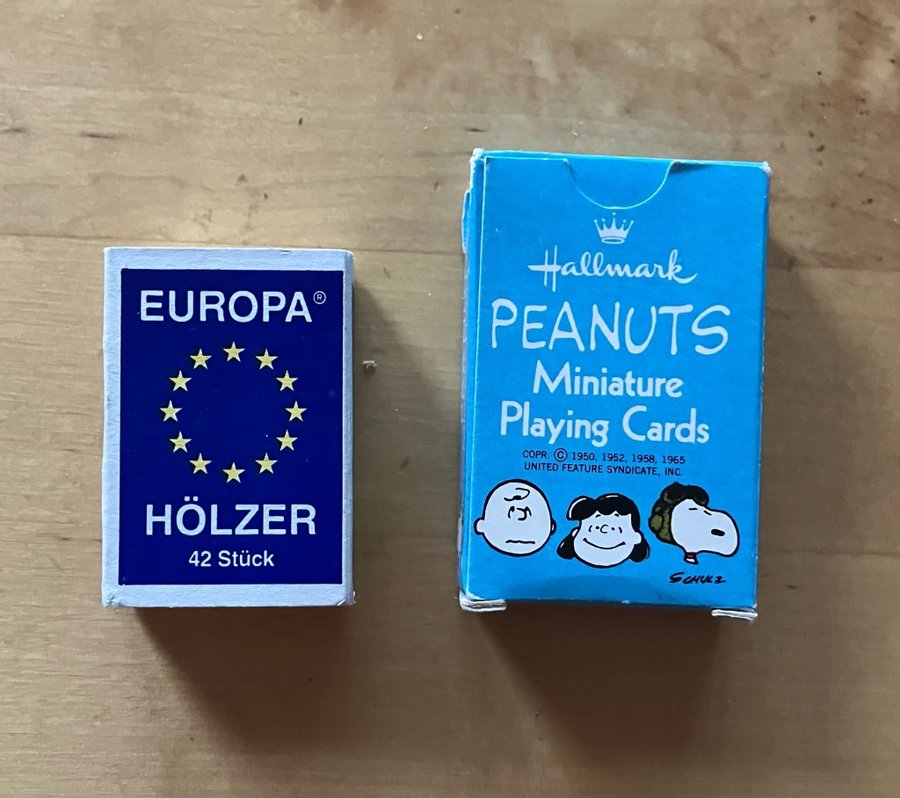 EUROPA®
HÖLZER
42 Stück
Hallmark
PEANUTS
Miniature
Playing Cards
COPR. © 1950, 1952, 1958, 1965
UNITED FEATURE SYNDICATE, INC.
SCHULZ